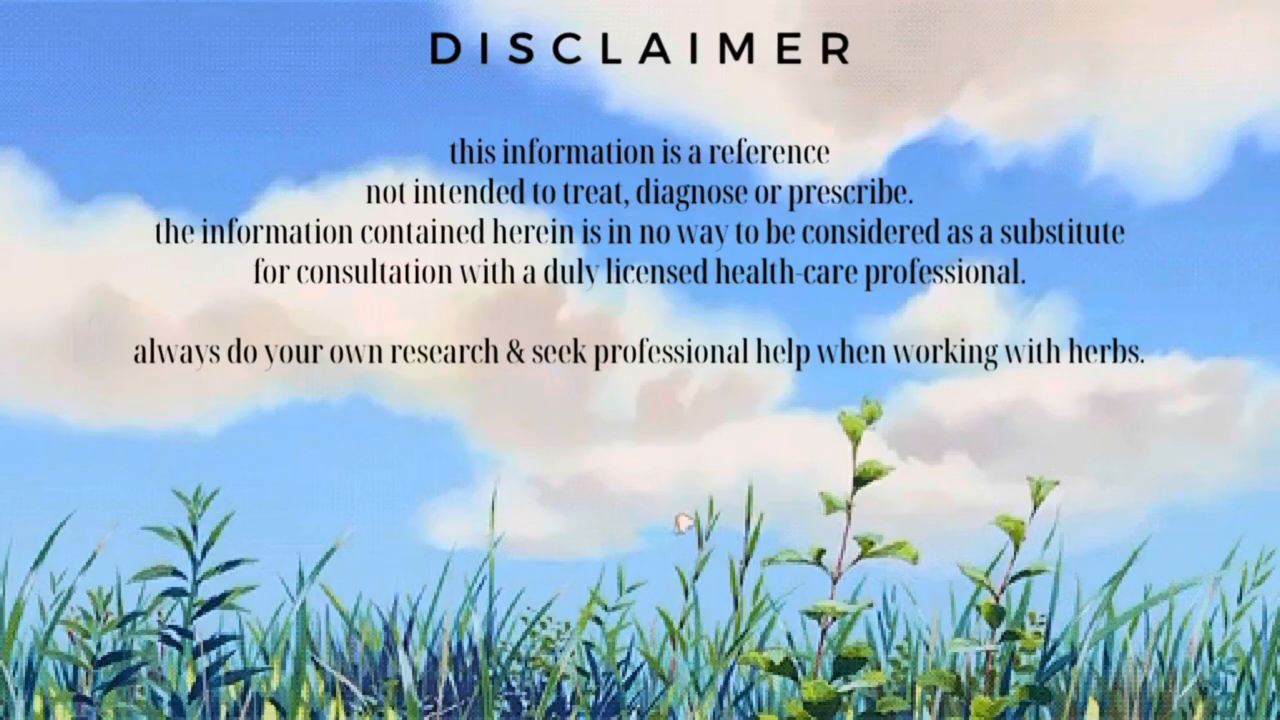 DISCLAIMER
this information is a reference
not intended to treat, diagnose or prescribe.
the information contained herein is in no way to be considered as a substitute
for consultation with a duly licensed health-care professional.
always do your own research & seek professional help when working with herbs.